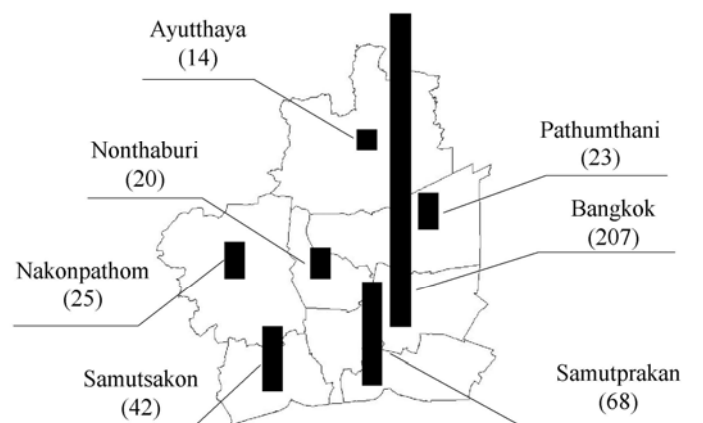 Ayutthaya
(14)
Nonthaburi
(20)
Pathumthani
(23)
Bangkok
(207)
Nakonpathom
(25)
Samutsakon
(42)
Samutprakan
(68)